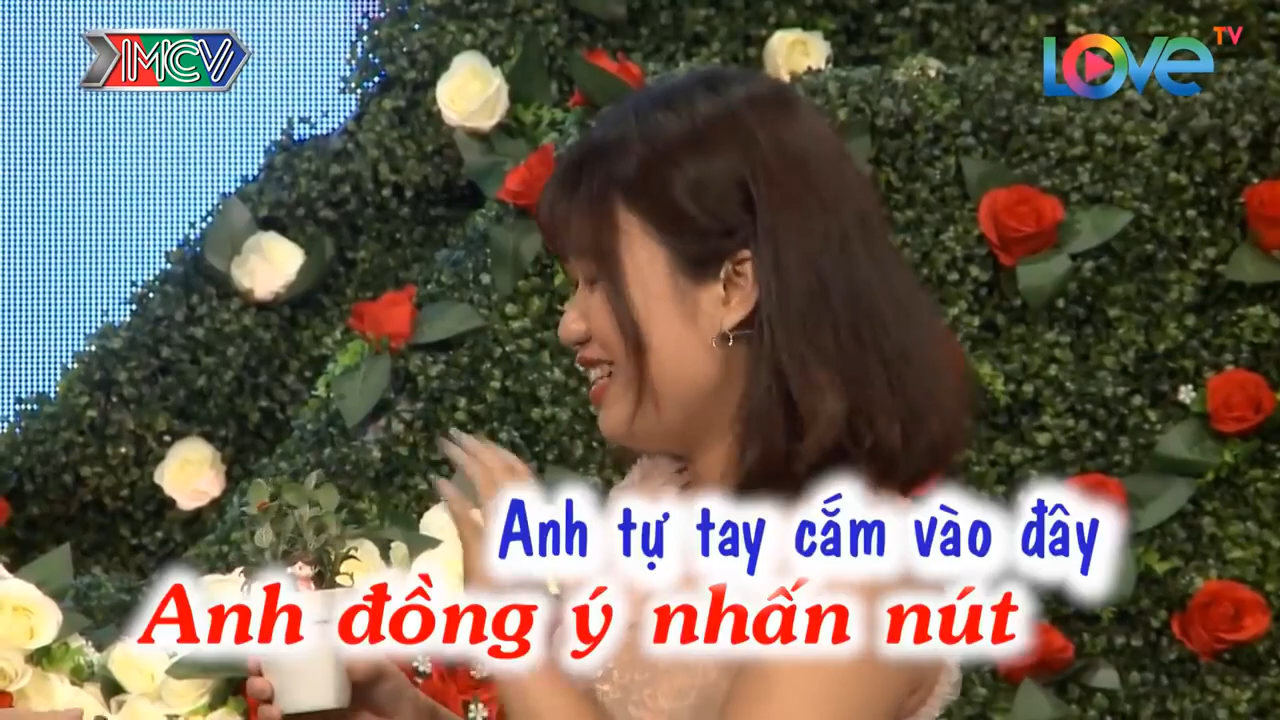 MCV
LOVE TV
Anh tự tay cắm vào đây
Anh đồng ý nhấn nút